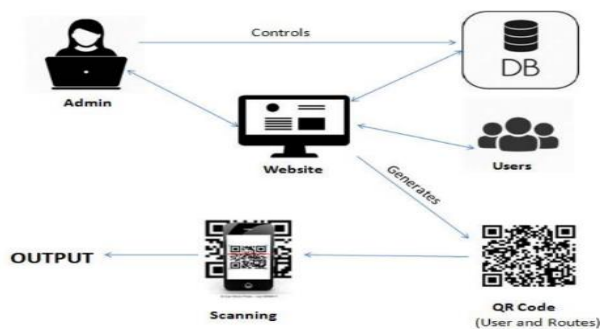 Controls
DB
Admin
Website
Users
Generates
OUTPUT
Scanning
QR Code
(User and Routes)